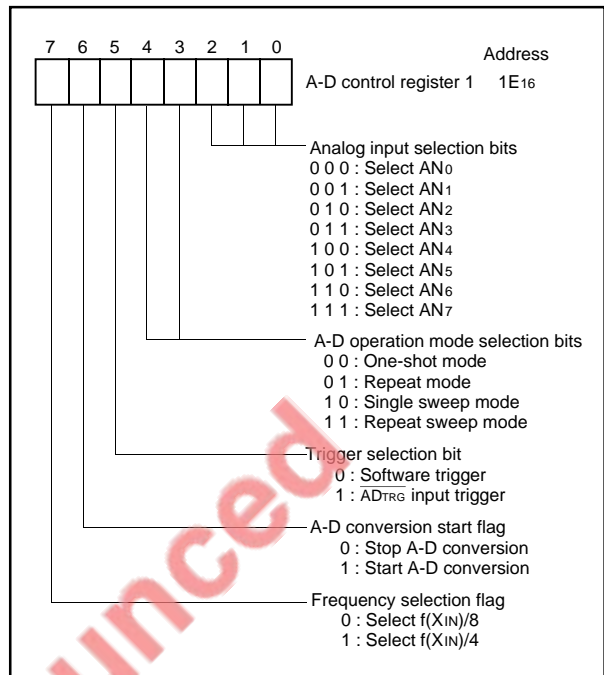 7 6 5 4 3 2 1 0
Address
A-D control register 1 1E16
Analog input selection bits
0 0 0 : Select AN0
0 0 1 : Select AN1
0 1 0 : Select AN2
0 1 1 : Select AN3
1 0 0 : Select AN4
1 0 1 : Select AN5
1 1 0 : Select AN6
1 1 1 : Select AN7
A-D operation mode selection bits
0 0 : One-shot mode
0 1 : Repeat mode
1 0 : Single sweep mode
1 1 : Repeat sweep mode
Trigger selection bit
0 : Software trigger
1 : ADTRG input trigger
A-D conversion start flag
0 : Stop A-D conversion
1 : Start A-D conversion
Frequency selection flag
0 : Select f(XIN)/8
1 : Select f(XIN)/4
unced